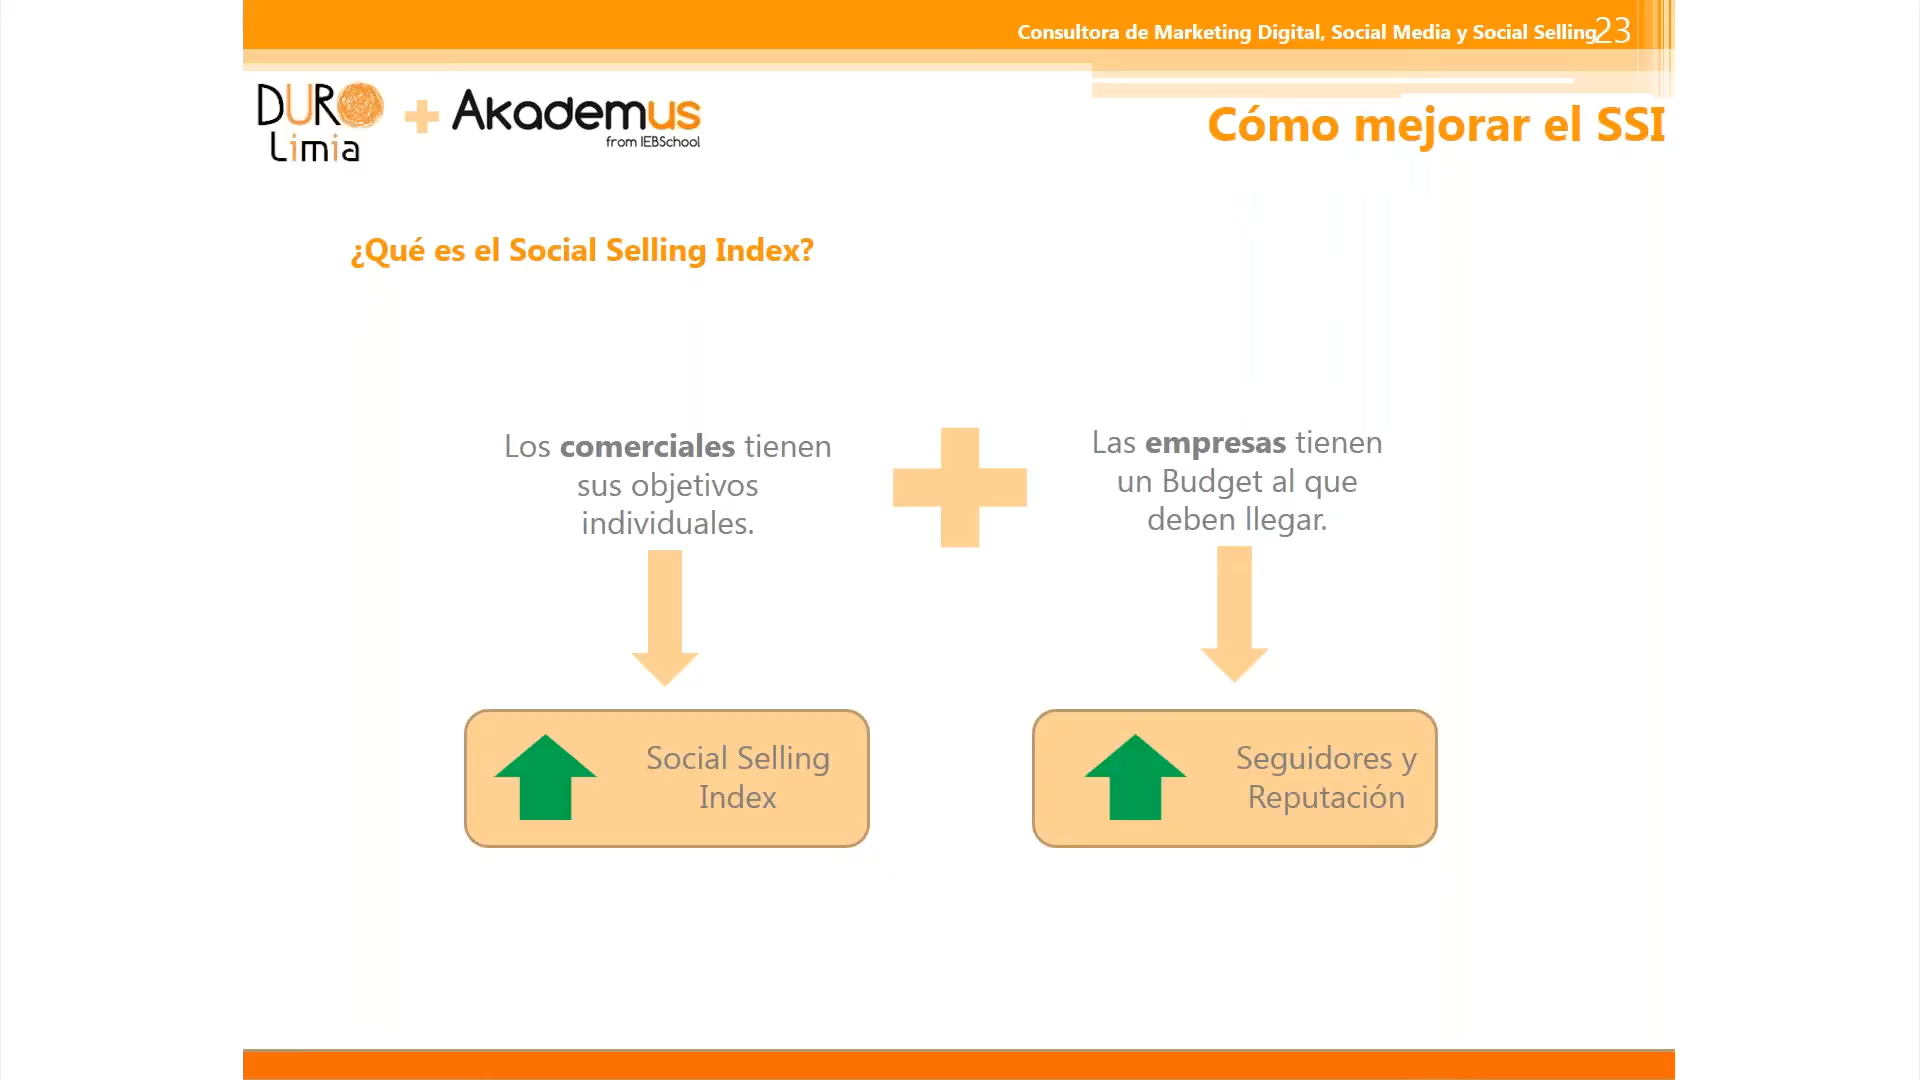 Consultora de Marketing Digital, Social Media y Social Selling
23
DURO
Limia
Akademus
from IEBSchool
Cómo mejorar el SSI
¿Qué es el Social Selling Index?
Los comerciales tienen
sus objetivos
individuales.
Las empresas tienen
un Budget al que
deben llegar.
Social Selling
Index
Seguidores y
Reputación